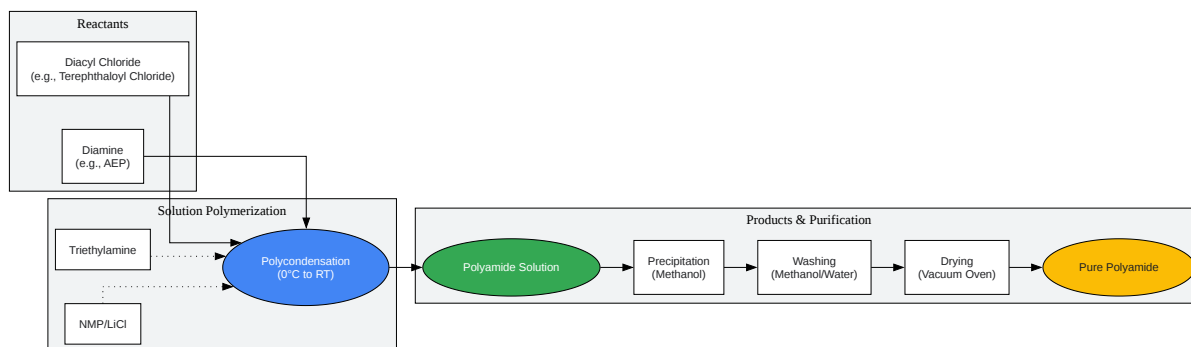 Reactants
Diacyl Chloride
(e.g., Terephthaloyl Chloride)
Diamine
(e.g., AEP)
Solution Polymerization
Triethylamine
NMP/LiCl
Polycondensation
(0°C to RT)
Products & Purification
Polyamide Solution
Precipitation
(Methanol)
Washing
(Methanol/Water)
Drying
(Vacuum Oven)
Pure Polyamide